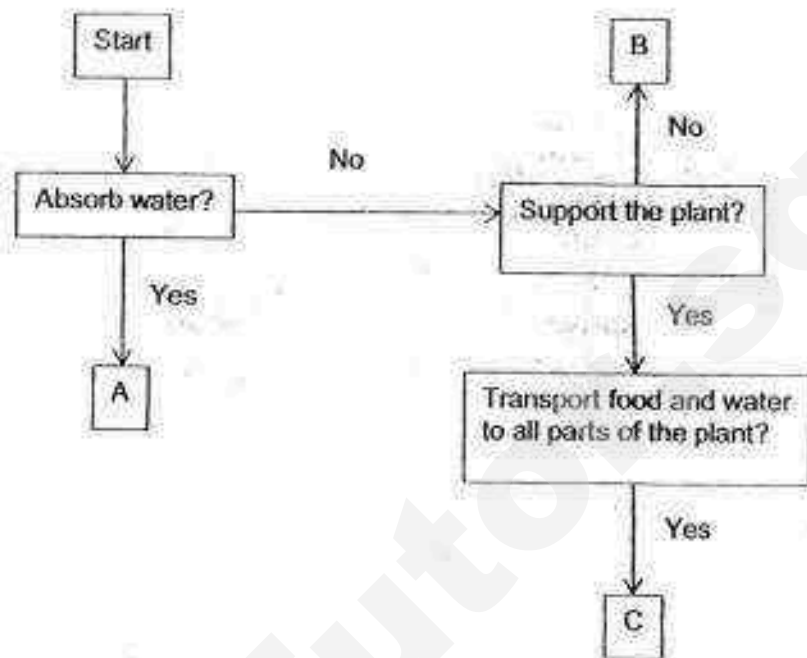 Start
B
No
No
Absorb water?
Support the plant?
Yes
Yes
A
Transport food and water
to all parts of the plant?
Yes
C